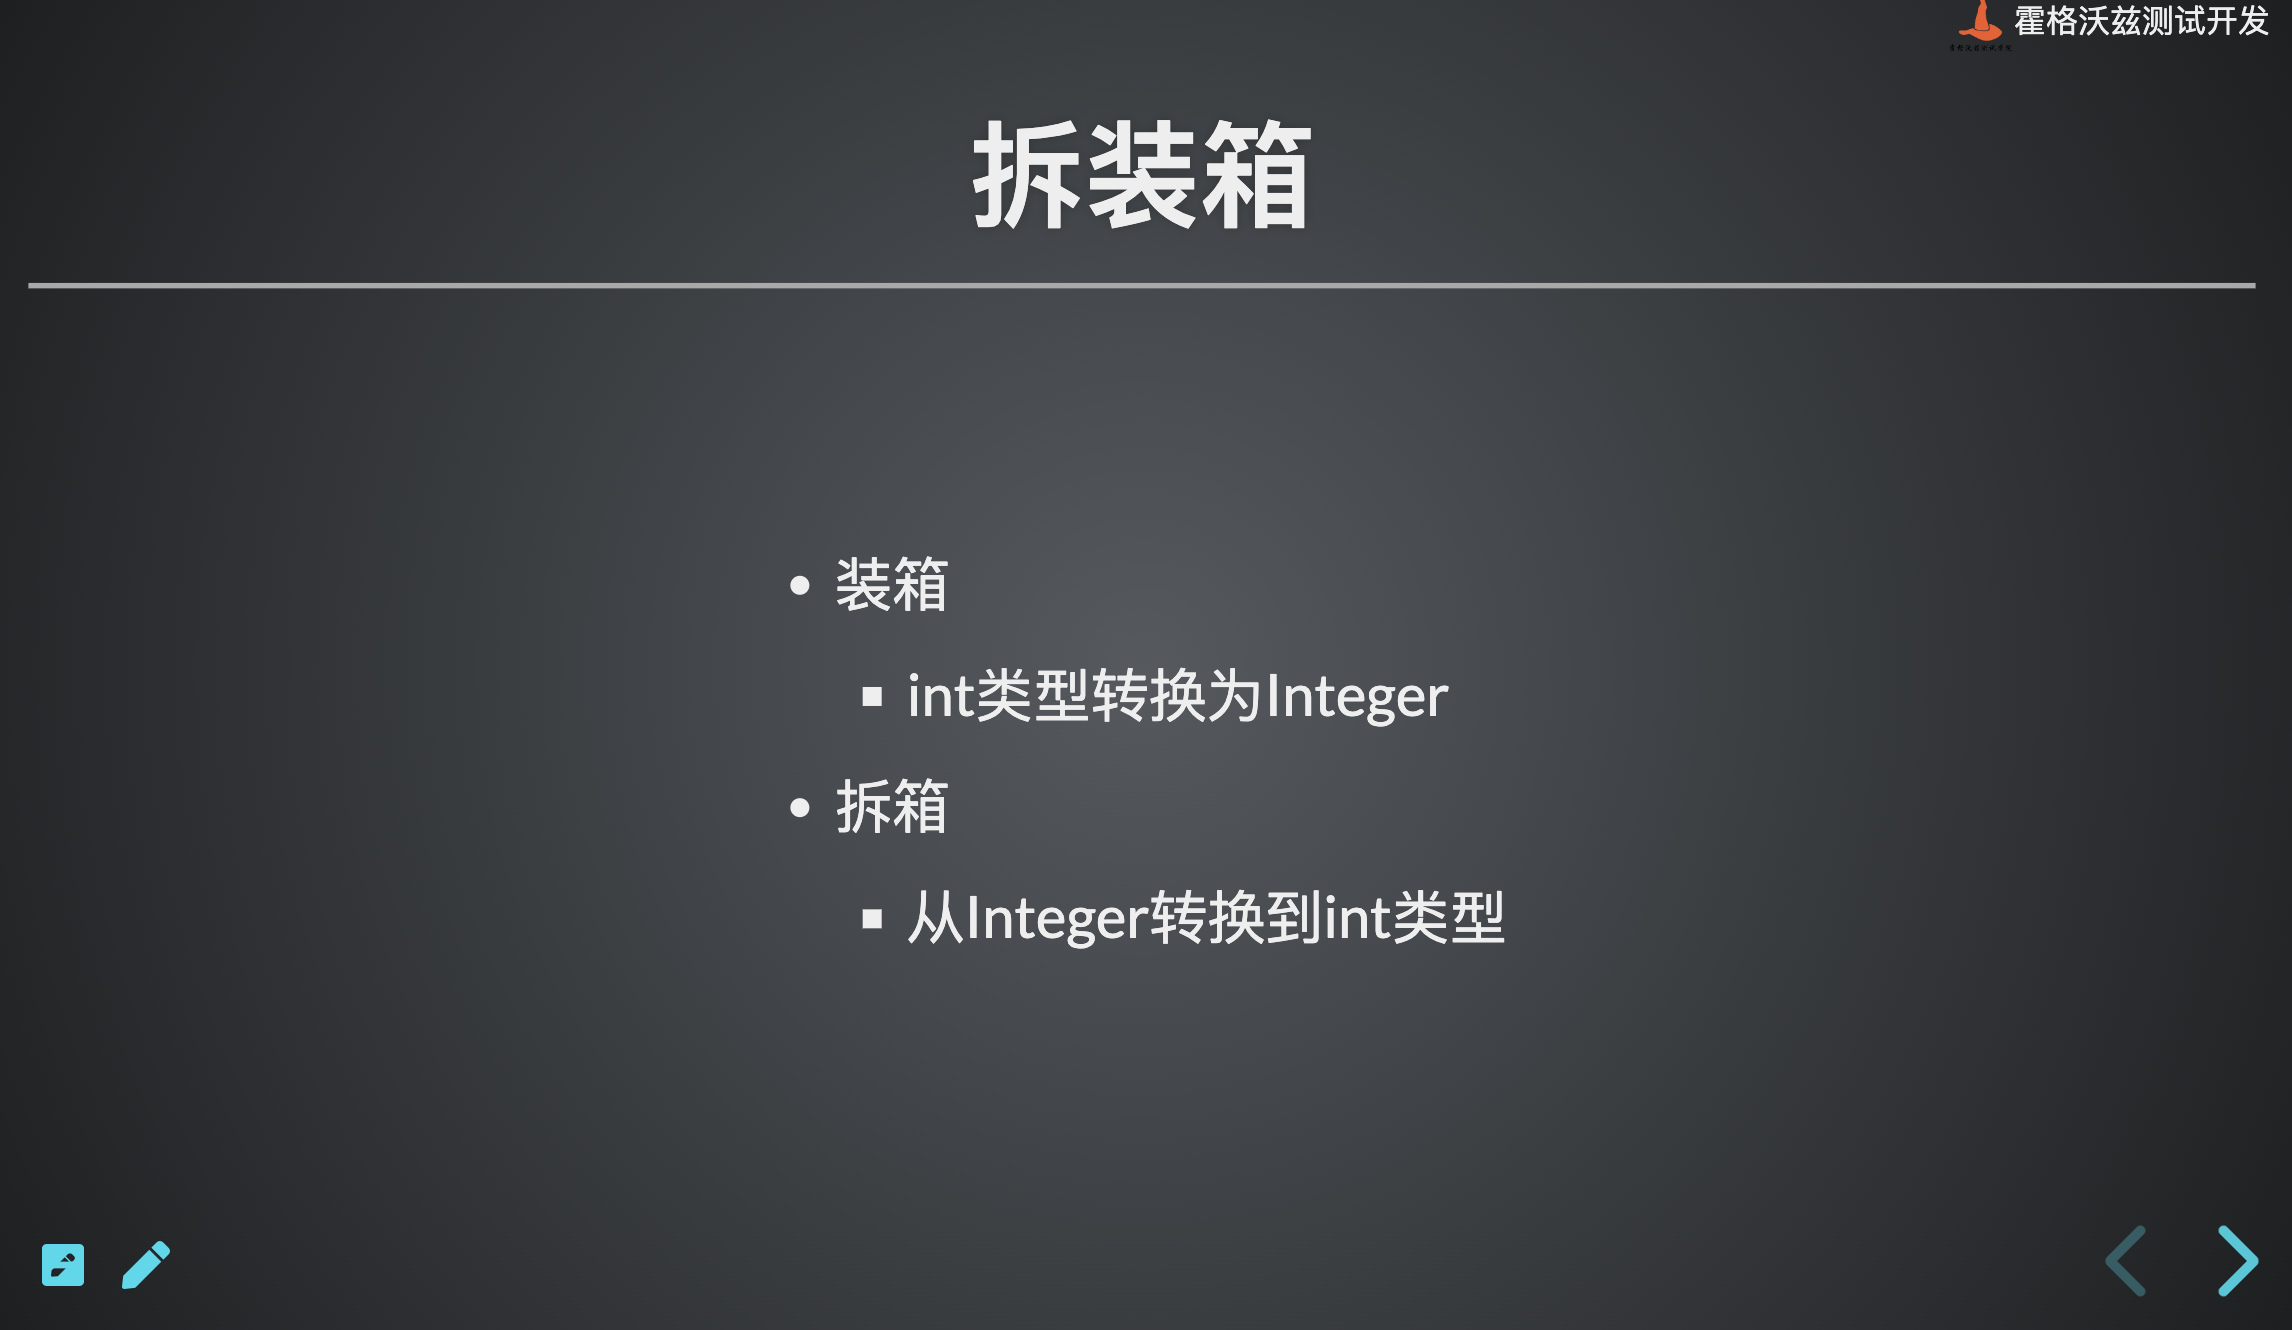 霍格沃兹测试开发
拆装箱
装箱
int类型转换为Integer
拆箱
从Integer转换到int类型